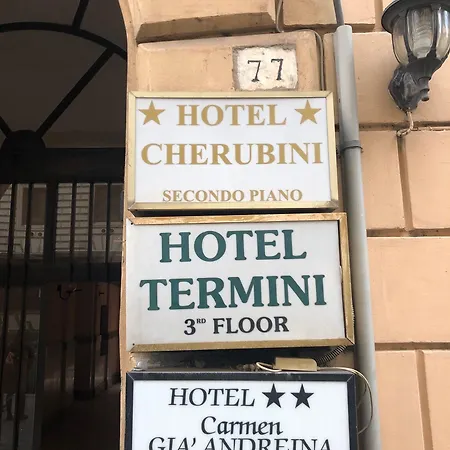 77
★ HOTEL ★
CHERUBINI
SECONDO PIANO
HOTEL
TERMINI
3RD FLOOR
HOTEL ★★
Carmen
GIA' ANDREINA